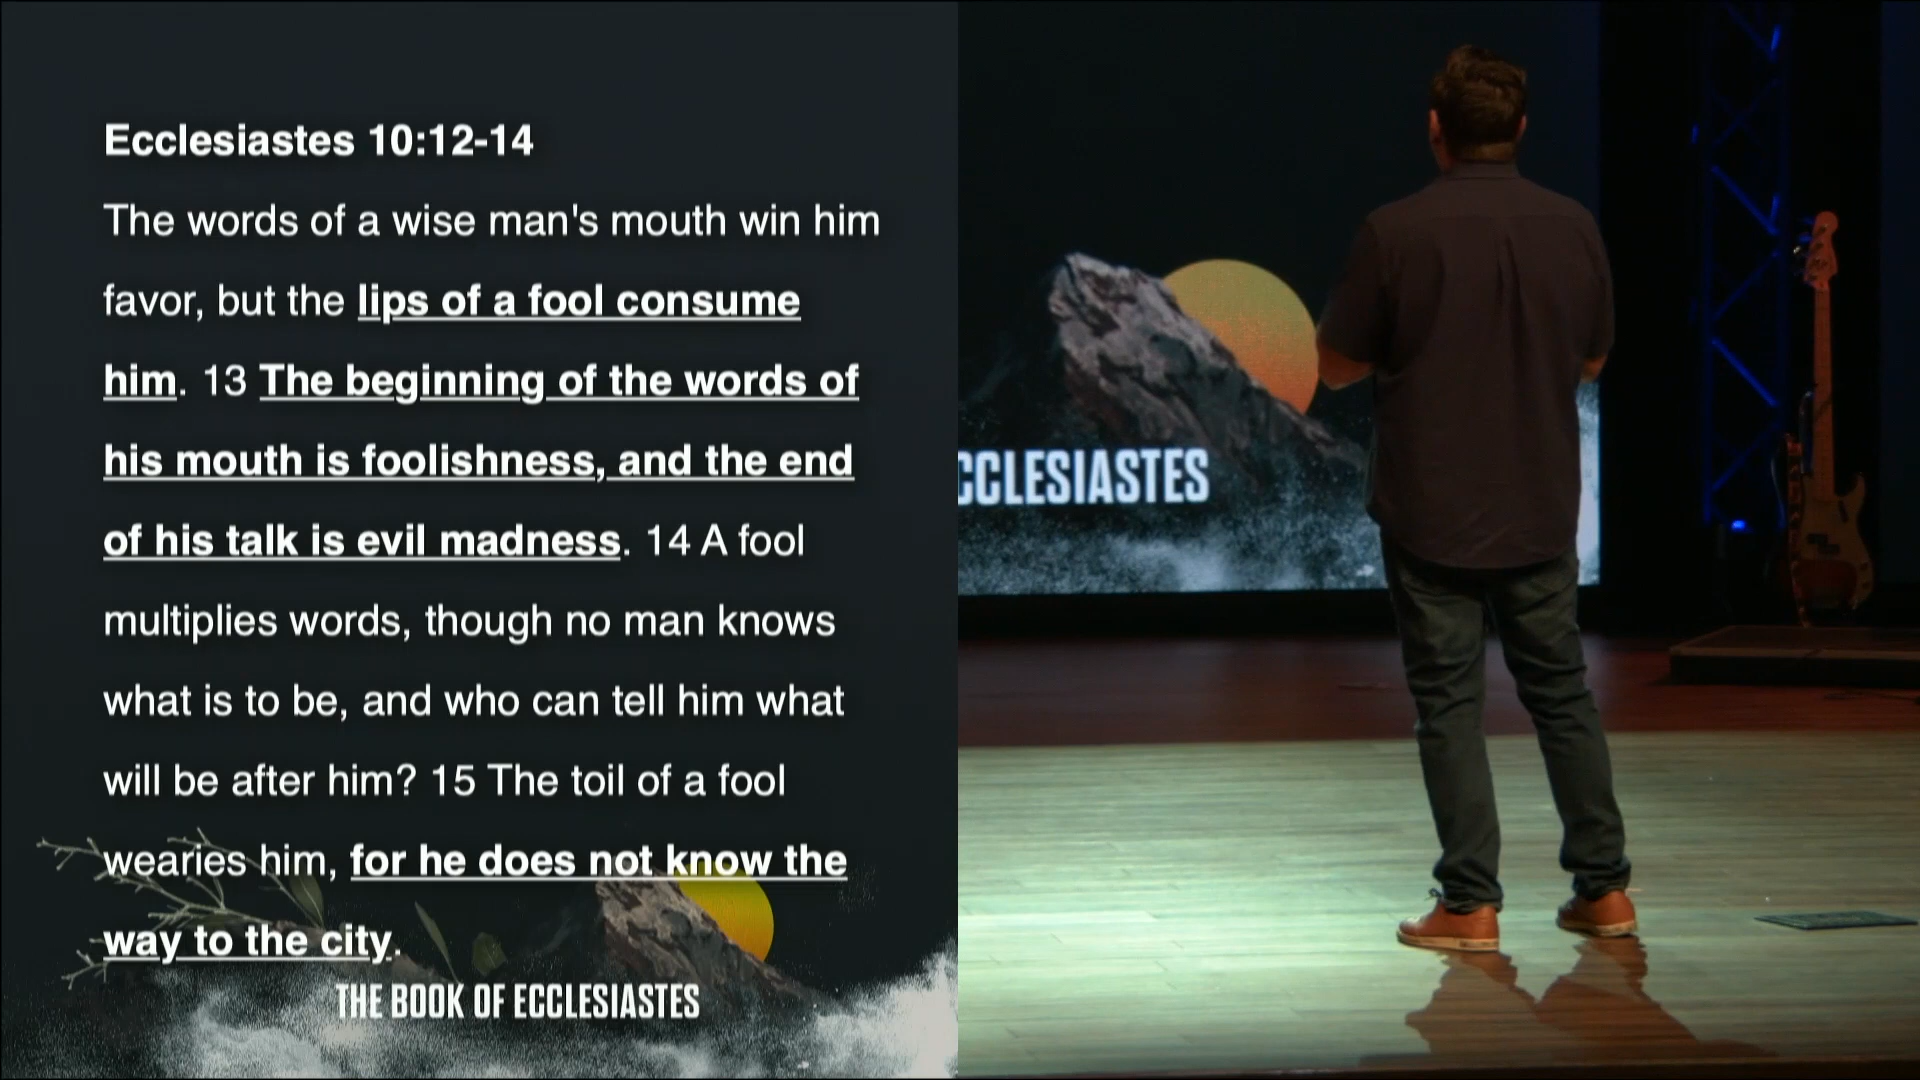 Ecclesiastes 10:12-14
The words of a wise man's mouth win him
favor, but the lips of a fool consume
him. 13 The beginning of the words of
his mouth is foolishness, and the end
of his talk is evil madness. 14 A fool
multiplies words, though no man knows
what is to be, and who can tell him what
will be after him? 15 The toil of a fool
wearies him, for he does not know the
way to the city.
THE BOOK OF ECCLESIASTES
CCLESIASTES